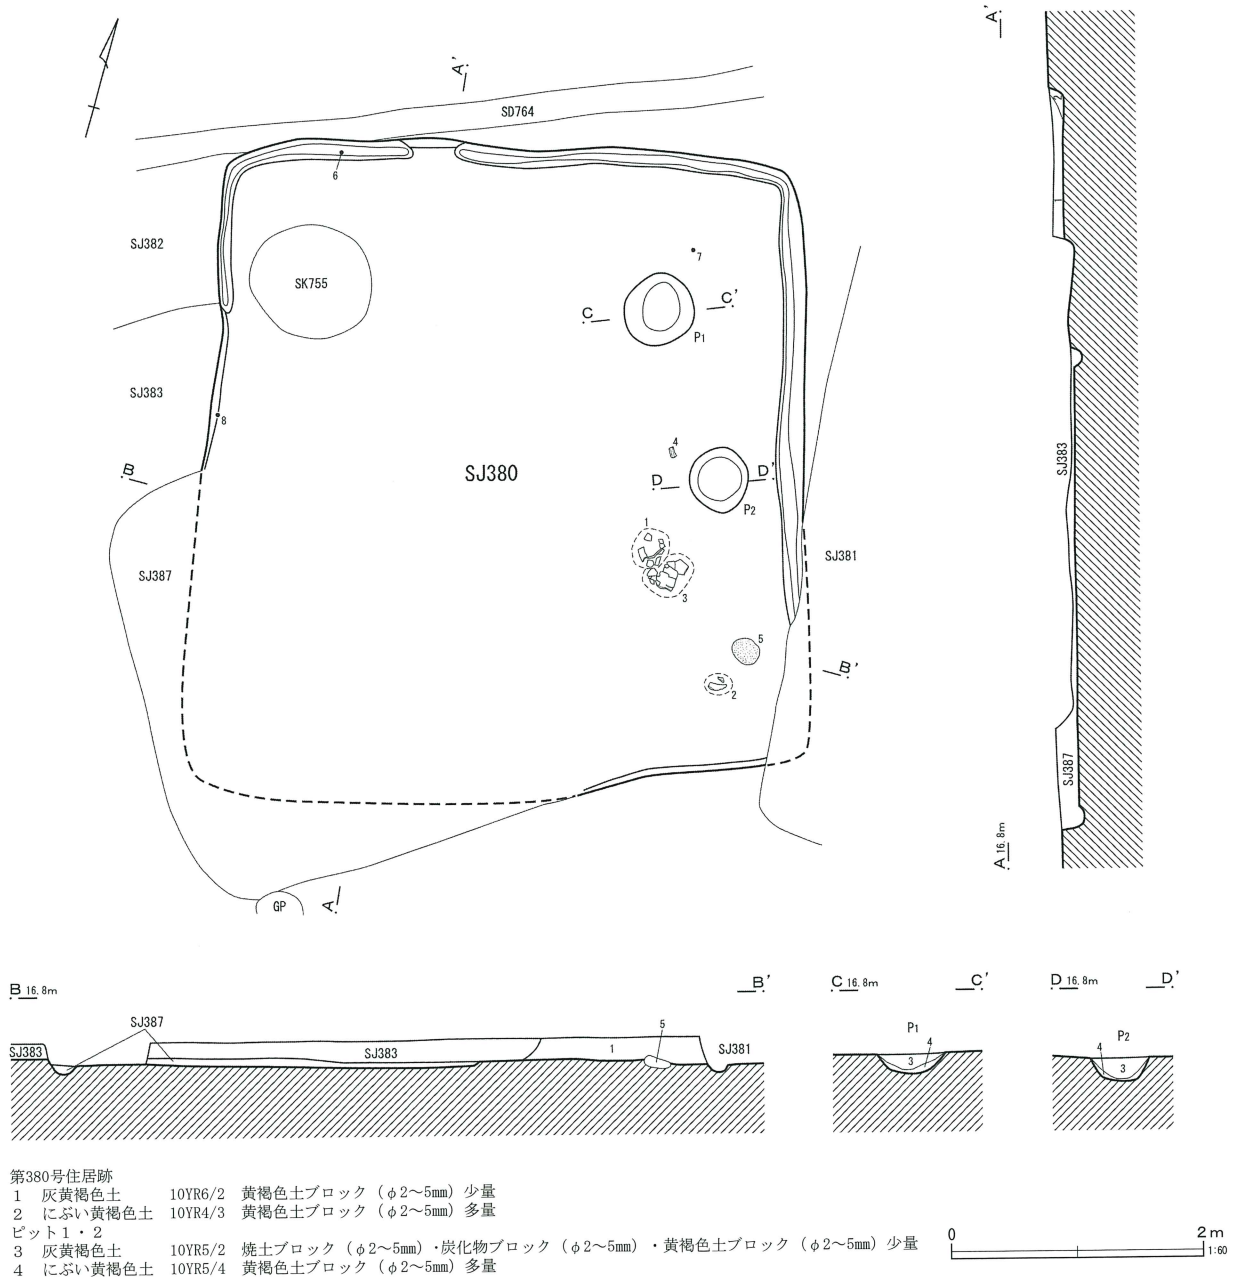 A'
A'
SD764
6
SJ382
SK755
7
C
C'
P1
SJ383
8
4
B
SJ380
D
D'
P2
SJ383
1
SJ387
SJ381
3
5
B'
2
SJ387
A 16.8m
GP
A
2
1
B 16.8m
B'
C 16.8m
C'
D 16.8m
D'
SJ387
5
P1
P2
SJ383
SJ383
1
SJ381
3
4
4
3
第380号住居跡
1 灰黄褐色土 10YR6/2 黄褐色土ブロック（φ2～5㎜）少量
2 にぶい黄褐色土 10YR4/3 黄褐色土ブロック（φ2～5㎜）多量
ピット1・2
3 灰黄褐色土 10YR5/2 焼土ブロック（φ2～5㎜）・炭化物ブロック（φ2～5㎜）・黄褐色土ブロック（φ2～5㎜）少量
4 にぶい黄褐色土 10YR5/4 黄褐色土ブロック（φ2～5㎜）多量
0 2m
1:60